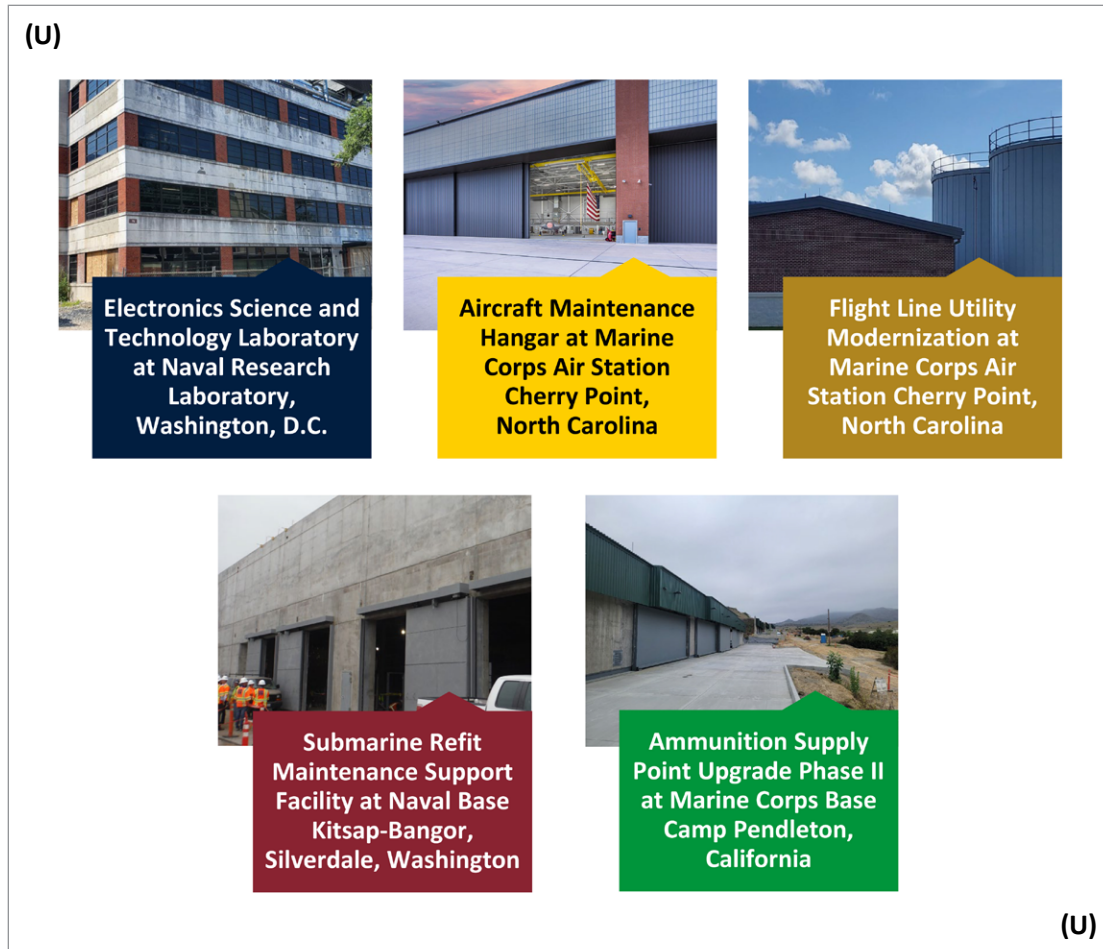 (U)
Electronics Science and
Technology Laboratory
at Naval Research
Laboratory,
Washington, D.C.
Aircraft Maintenance
Hangar at Marine
Corps Air Station
Cherry Point,
North Carolina
Flight Line Utility
Modernization at
Marine Corps Air
Station Cherry Point,
North Carolina
Submarine Refit
Maintenance Support
Facility at Naval Base
Kitsap-Bangor,
Silverdale, Washington
Ammunition Supply
Point Upgrade Phase II
at Marine Corps Base
Camp Pendleton,
California
(U)